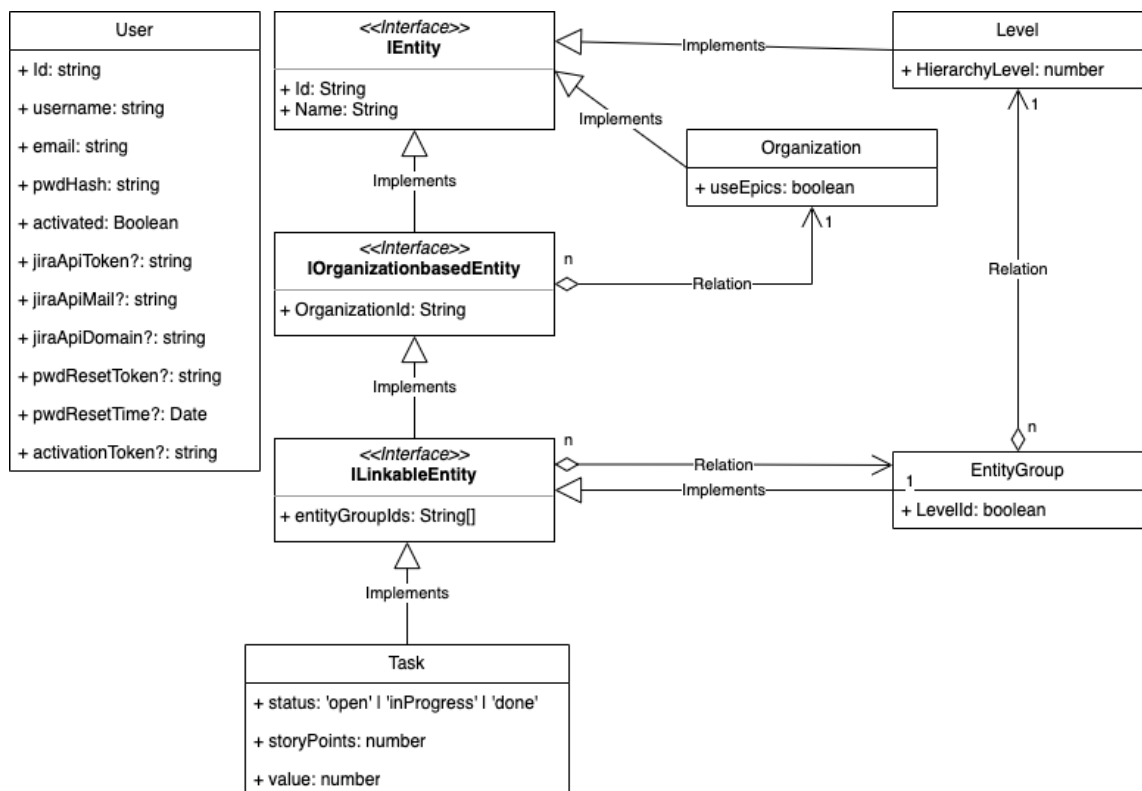 User
+ Id: string
+ username: string
+ email: string
+ pwdHash: string
+ activated: Boolean
+ jiraApiToken?: string
+ jiraApiMail?: string
+ jiraApiDomain?: string
+ pwdResetToken?: string
+ pwdResetTime?: Date
+ activationToken?: string
<<Interface>>
IEntity
+ Id: String
+ Name: String
Implements
Level
+ HierarchyLevel: number
1
Implements
Organization
+ useEpics: boolean
1
Implements
<<Interface>>
IOrganizationbasedEntity
+ OrganizationId: String
n
Relation
Relation
Implements
<<Interface>>
ILinkableEntity
+ entityGroupIds: String[]
n
Relation
Implements
1
n
EntityGroup
+ LevelId: boolean
Implements
Task
+ status: 'open' | 'inProgress' | 'done'
+ storyPoints: number
+ value: number